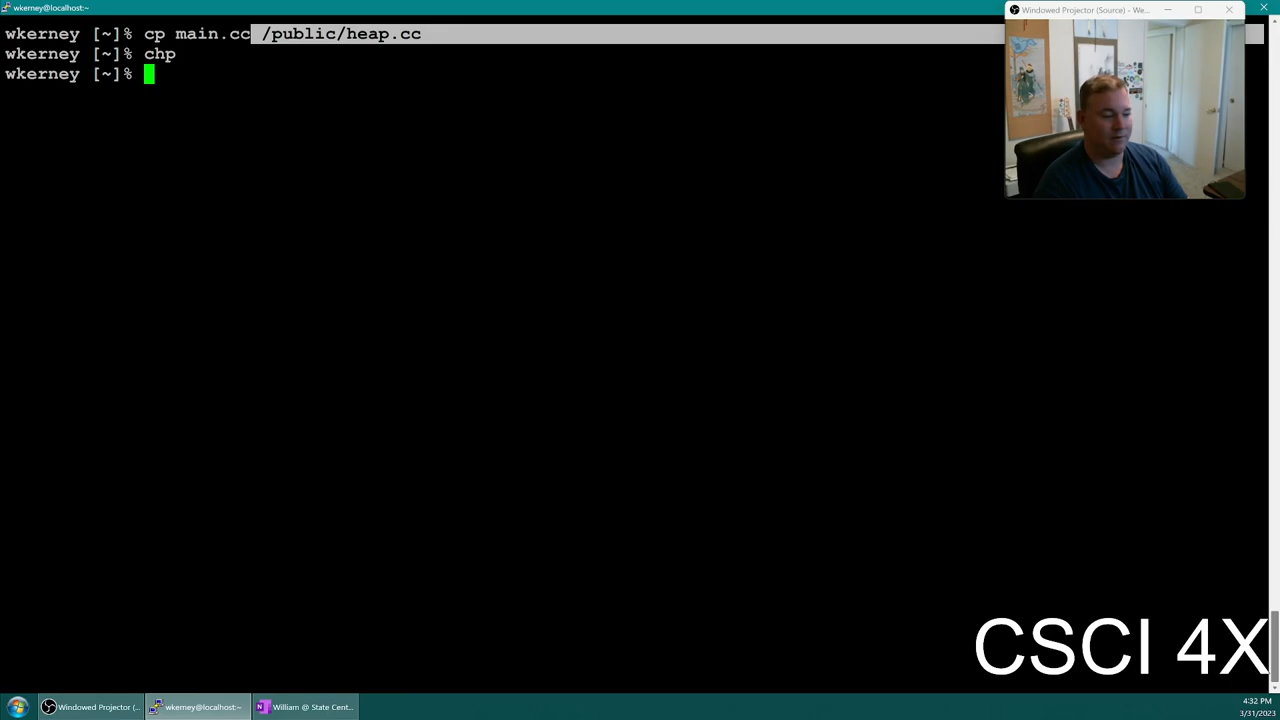 wkerney@localhost:~
Windowed Projector (Source) - We...
wkerney [~]% cp main.cc /public/heap.cc
wkerney [~]% chp
wkerney [~]%
CSCI 4X
Windowed Projector (...
wkerney@localhost:~
William @ State Cent...
4:32 PM
3/31/2023